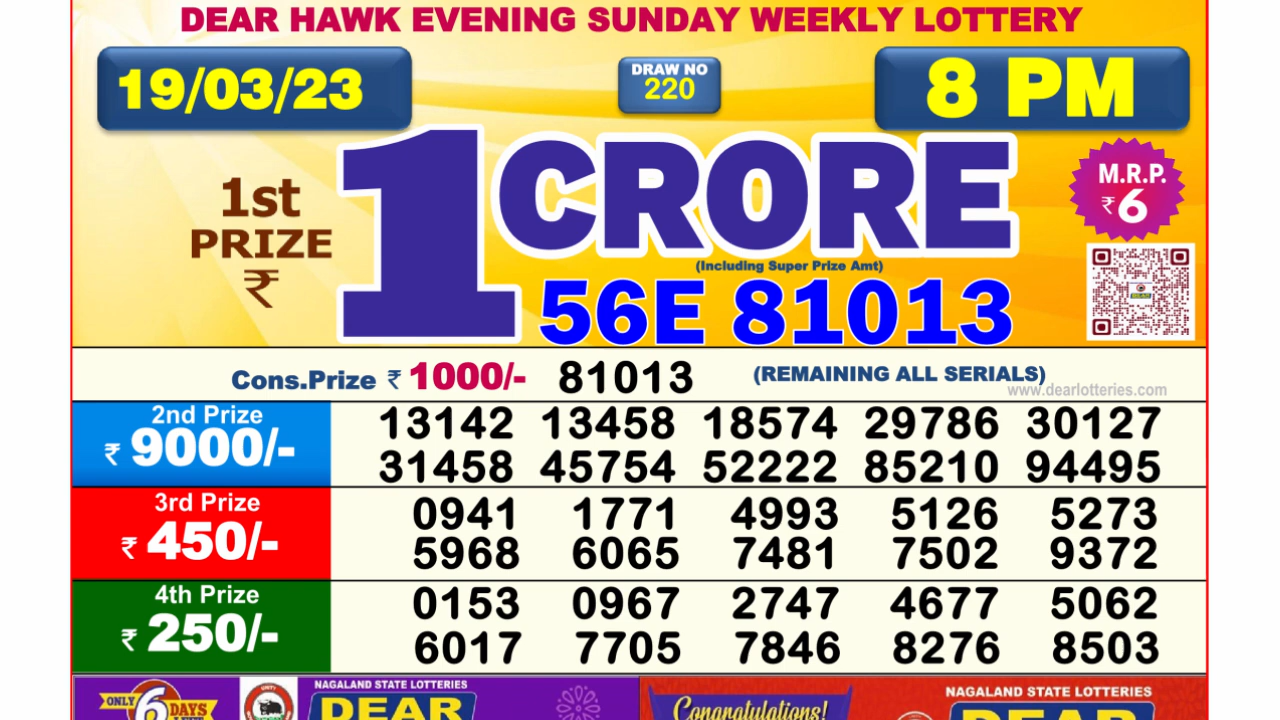 DEAR HAWK EVENING SUNDAY WEEKLY LOTTERY
19/03/23
DRAW NO
220
8 PM
1st
PRIZE
₹
1 CRORE
(Including Super Prize Amt)
56E 81013
M.R.P.
₹6
Cons.Prize ₹ 1000/- 81013 (REMAINING ALL SERIALS)
www.dearlotteries.com
2nd Prize
₹ 9000/-
13142 13458 18574 29786 30127
31458 45754 52222 85210 94495
3rd Prize
₹ 450/-
0941 1771 4993 5126 5273
5968 6065 7481 7502 9372
4th Prize
₹ 250/-
0153 0967 2747 4677 5062
6017 7705 7846 8276 8503
ONLY
6 DAYS
NAGALAND STATE LOTTERIES
DEAR
Congratulations!
NAGALAND STATE LOTTERIES
DEAR